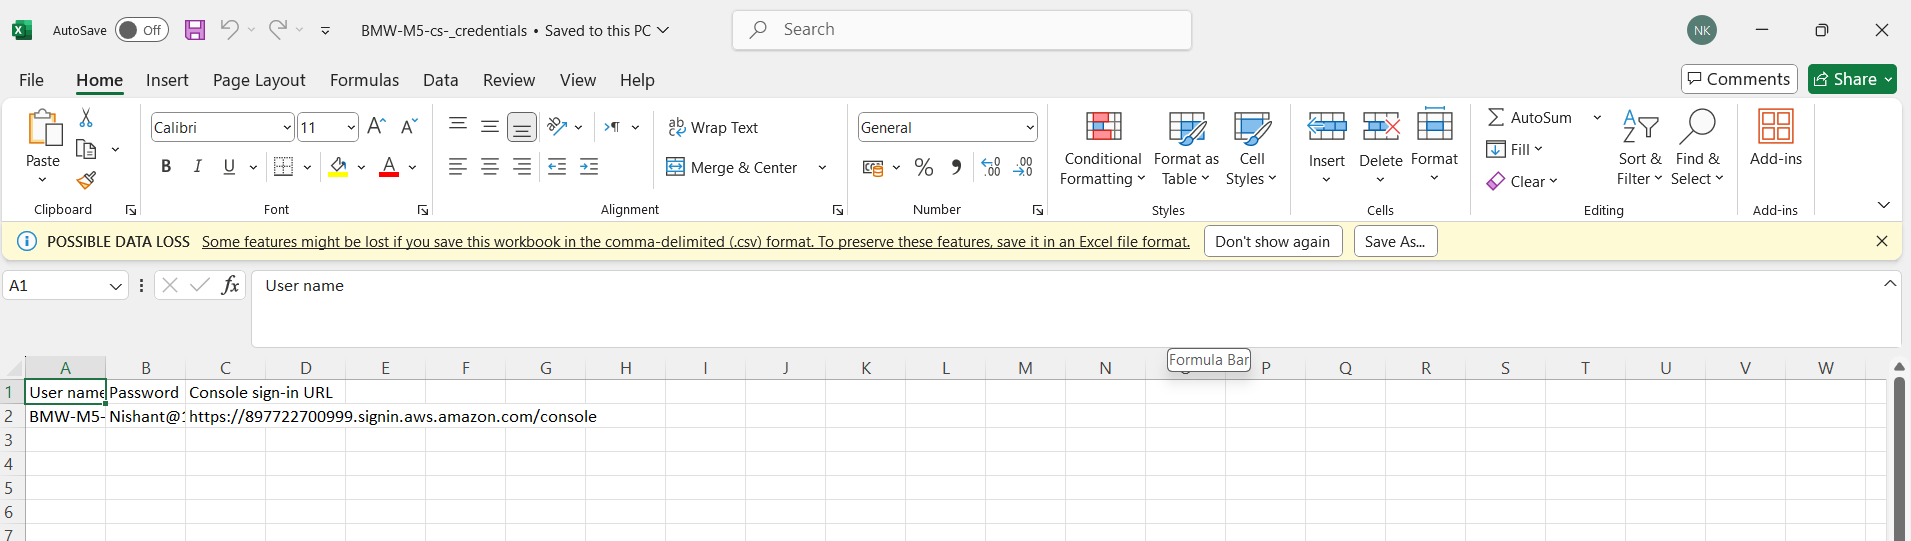 AutoSave Off BMW-M5-cs-_credentials • Saved to this PC Search NK
File Home Insert Page Layout Formulas Data Review View Help Comments Share
Paste Calibri 11 Wrap Text General Conditional Formatting Format as Table Cell Styles Insert Delete Format AutoSum Fill Clear Sort & Filter Find & Select Add-ins
B I U A Merge & Center % .00
Clipboard Font Alignment Number Styles Cells Editing Add-ins
POSSIBLE DATA LOSS Some features might be lost if you save this workbook in the comma-delimited (.csv) format. To preserve these features, save it in an Excel file format. Don't show again Save As...
A1 fx User name
Formula Bar
A B C D E F G H I J K L M N P Q R S T U V W
1 User name Password Console sign-in URL
2 BMW-M5- Nishant@ https://897722700999.signin.aws.amazon.com/console
3
4
5
6
7